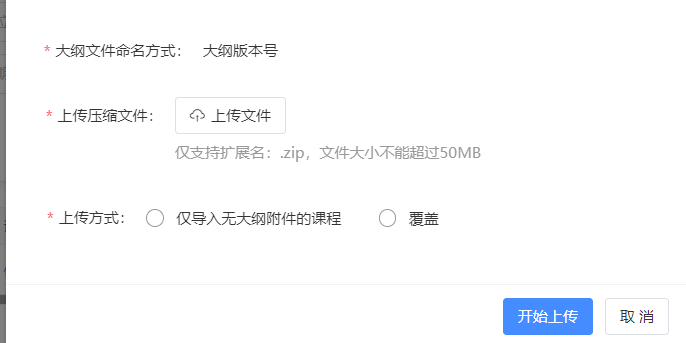 * 大纲文件命名方式： 大纲版本号
* 上传压缩文件： 上传文件
仅支持扩展名：.zip，文件大小不能超过50MB
* 上传方式： 仅导入无大纲附件的课程 覆盖
开始上传 取 消